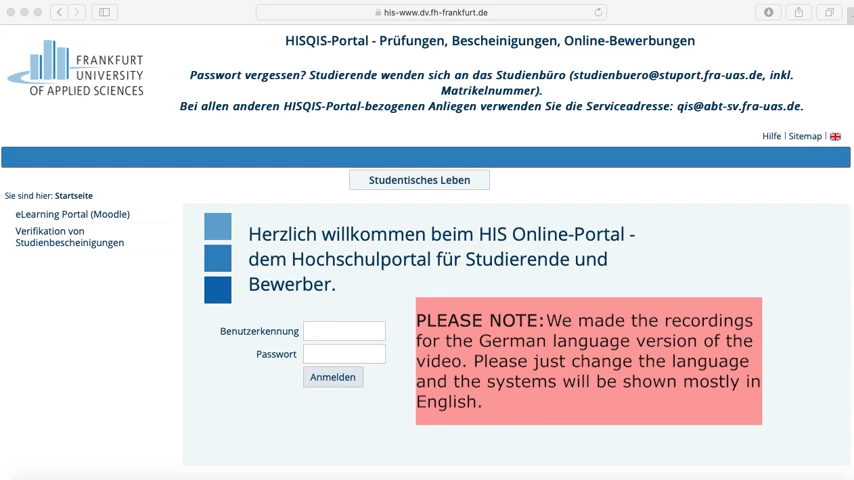 his-www.dv.fh-frankfurt.de
FRANKFURT
UNIVERSITY
OF APPLIED SCIENCES
HISQIS-Portal - Prüfungen, Bescheinigungen, Online-Bewerbungen
Passwort vergessen? Studierende wenden sich an das Studienbüro (studienbuero@stuport.fra-uas.de, inkl.
Matrikelnummer).
Bei allen anderen HISQIS-Portal-bezogenen Anliegen verwenden Sie die Serviceadresse: qis@abt-sv.fra-uas.de.
Hilfe | Sitemap |
Studentisches Leben
Sie sind hier: Startseite
eLearning Portal (Moodle)
Verifikation von
Studienbescheinigungen
Herzlich willkommen beim HIS Online-Portal -
dem Hochschulportal für Studierende und
Bewerber.
Benutzerkennung
Passwort
Anmelden
PLEASE NOTE: We made the recordings
for the German language version of the
video. Please just change the language
and the systems will be shown mostly in
English.